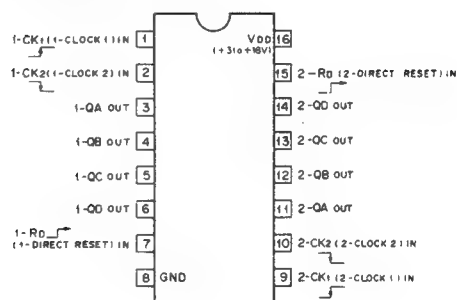 1-CK1 (1-CLOCK 1) IN 1
1-CK2 (1-CLOCK 2) IN 2
1-QA OUT 3
1-QB OUT 4
1-QC OUT 5
1-QD OUT 6
1-RD
(1-DIRECT RESET) IN 7
8 GND
VDD 16
(+3 to +18V)
15 2-RD (2-DIRECT RESET) IN
14 2-QD OUT
13 2-QC OUT
12 2-QB OUT
11 2-QA OUT
10 2-CK2 (2-CLOCK 2) IN
9 2-CK1 (2-CLOCK 1) IN